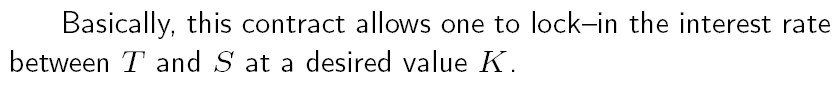 Basically, this contract allows one to lock–in the interest rate
between T and S at a desired value K.